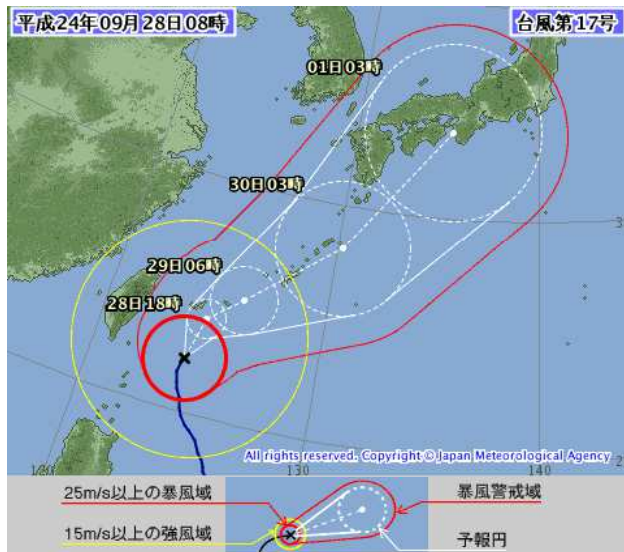 平成24年09月28日08時
台風第17号
01日03時
30日03時
29日06時
28日18時
All rights reserved. Copyright © Japan Meteorological Agency
130
140
25m/s以上の暴風域
暴風警戒域
15m/s以上の強風域
予報円